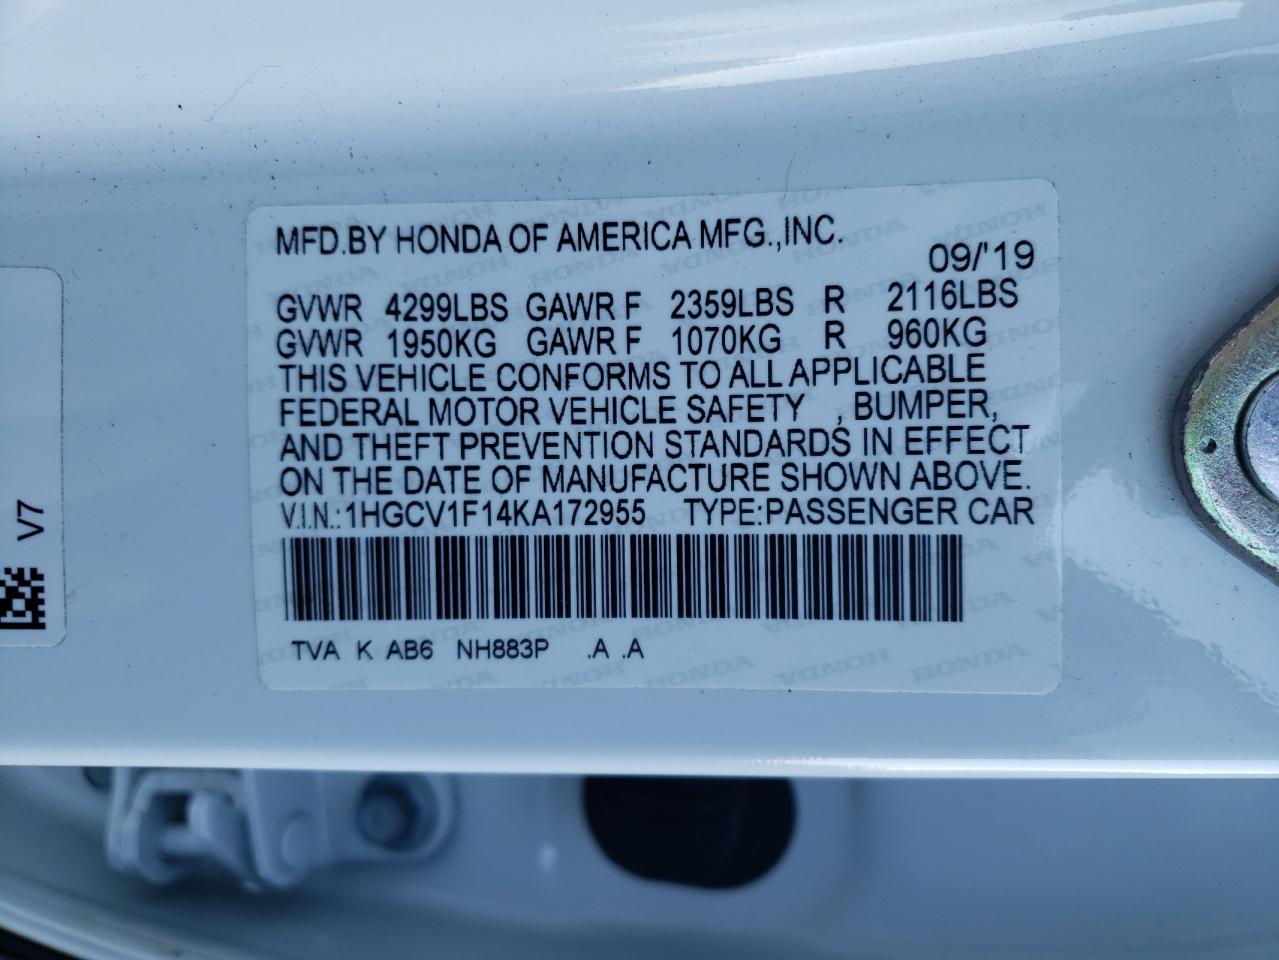 MFD.BY HONDA OF AMERICA MFG.,INC.
09/'19
GVWR 4299LBS GAWR F 2359LBS R 2116LBS
GVWR 1950KG GAWR F 1070KG R 960KG
THIS VEHICLE CONFORMS TO ALL APPLICABLE
FEDERAL MOTOR VEHICLE SAFETY , BUMPER,
AND THEFT PREVENTION STANDARDS IN EFFECT
ON THE DATE OF MANUFACTURE SHOWN ABOVE.
V.I.N.:1HGCV1F14KA172955 TYPE:PASSENGER CAR
TVA K AB6 NH883P .A .A
V7